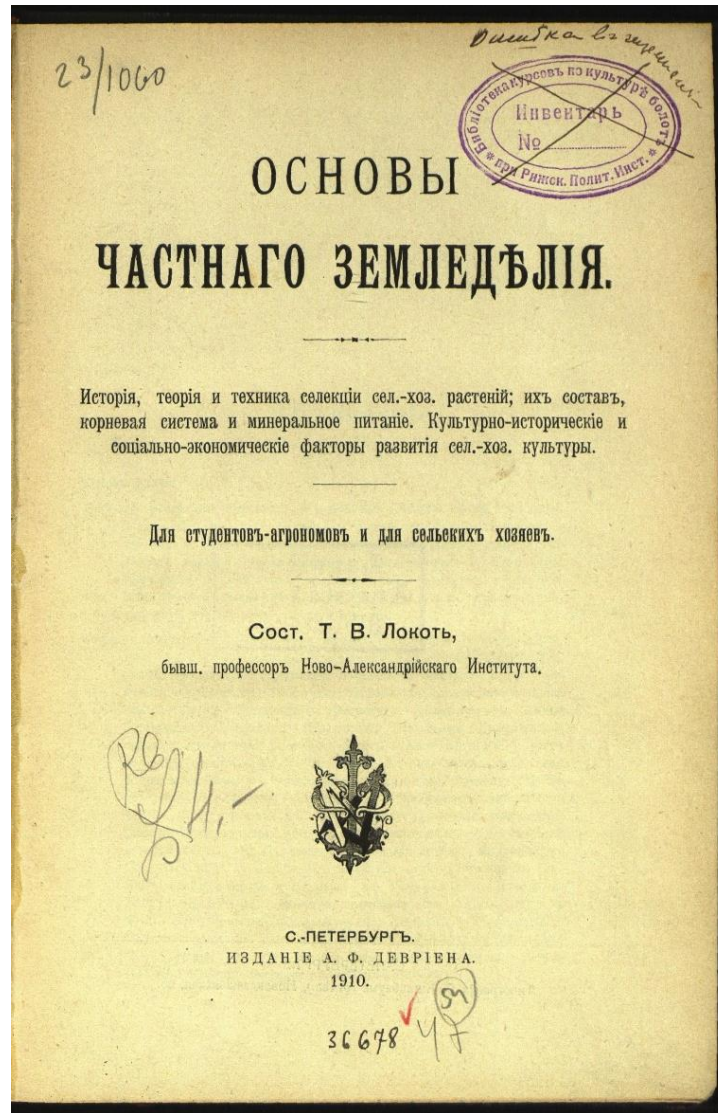 23/1060
Ошибка въ
Библіотека курсовъ по культурѣ болотъ
Инвентарь
№
при Рижск. Полит. Инст.
ОСНОВЫ
ЧАСТНАГО ЗЕМЛЕДѢЛІЯ.
Исторія, теорія и техника селекціи сел.-хоз. растеній; ихъ составъ,
корневая система и минеральное питаніе. Культурно-историческіе и
соціально-экономическіе факторы развитія сел.-хоз. культуры.
Для студентовъ-агрономовъ и для сельскихъ хозяевъ.
Сост. Т. В. Локоть,
бывш. профессоръ Ново-Александрійскаго Института.
С.-ПЕТЕРБУРГЪ.
ИЗДАНІЕ А. Ф. ДЕВРІЕНА.
1910.
36678